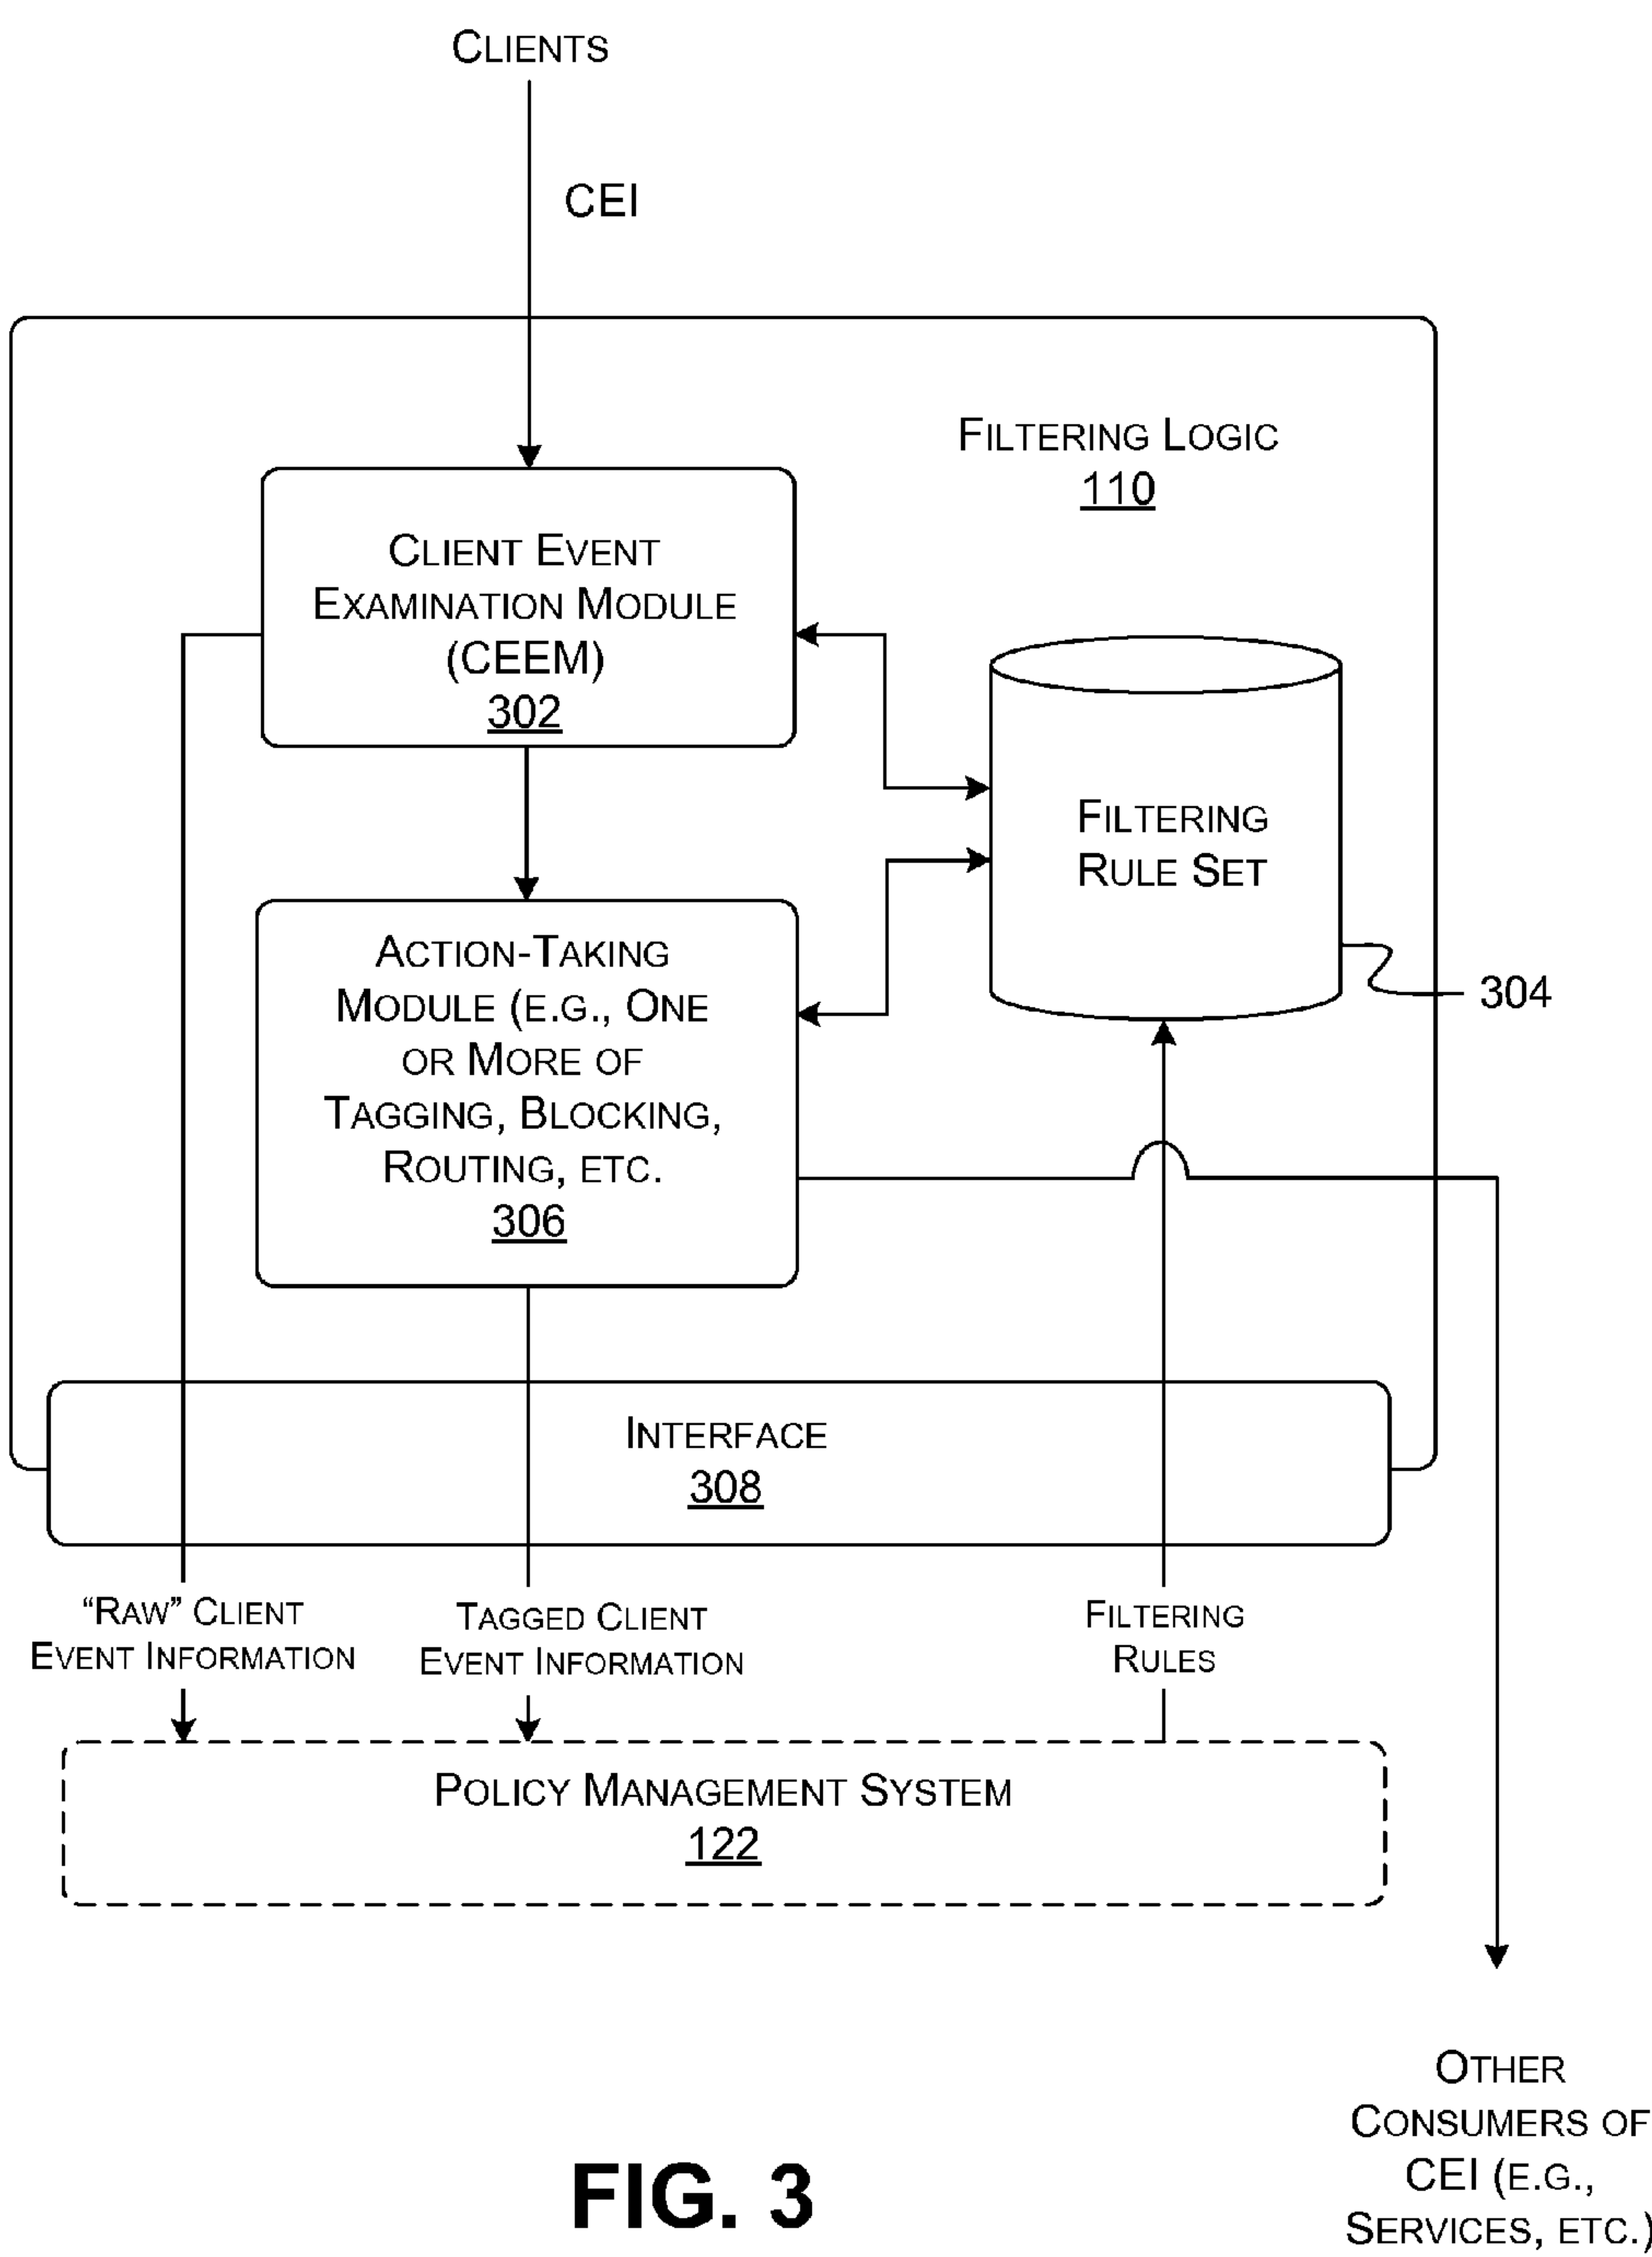 CLIENTS
CEI
FILTERING LOGIC
110
CLIENT EVENT
EXAMINATION MODULE
(CEEM)
302
FILTERING
RULE SET
304
ACTION-TAKING
MODULE (E.G., ONE
OR MORE OF
TAGGING, BLOCKING,
ROUTING, ETC.
306
INTERFACE
308
“RAW” CLIENT
EVENT INFORMATION
TAGGED CLIENT
EVENT INFORMATION
FILTERING
RULES
POLICY MANAGEMENT SYSTEM
122
OTHER
CONSUMERS OF
CEI (E.G.,
SERVICES, ETC.)
FIG. 3